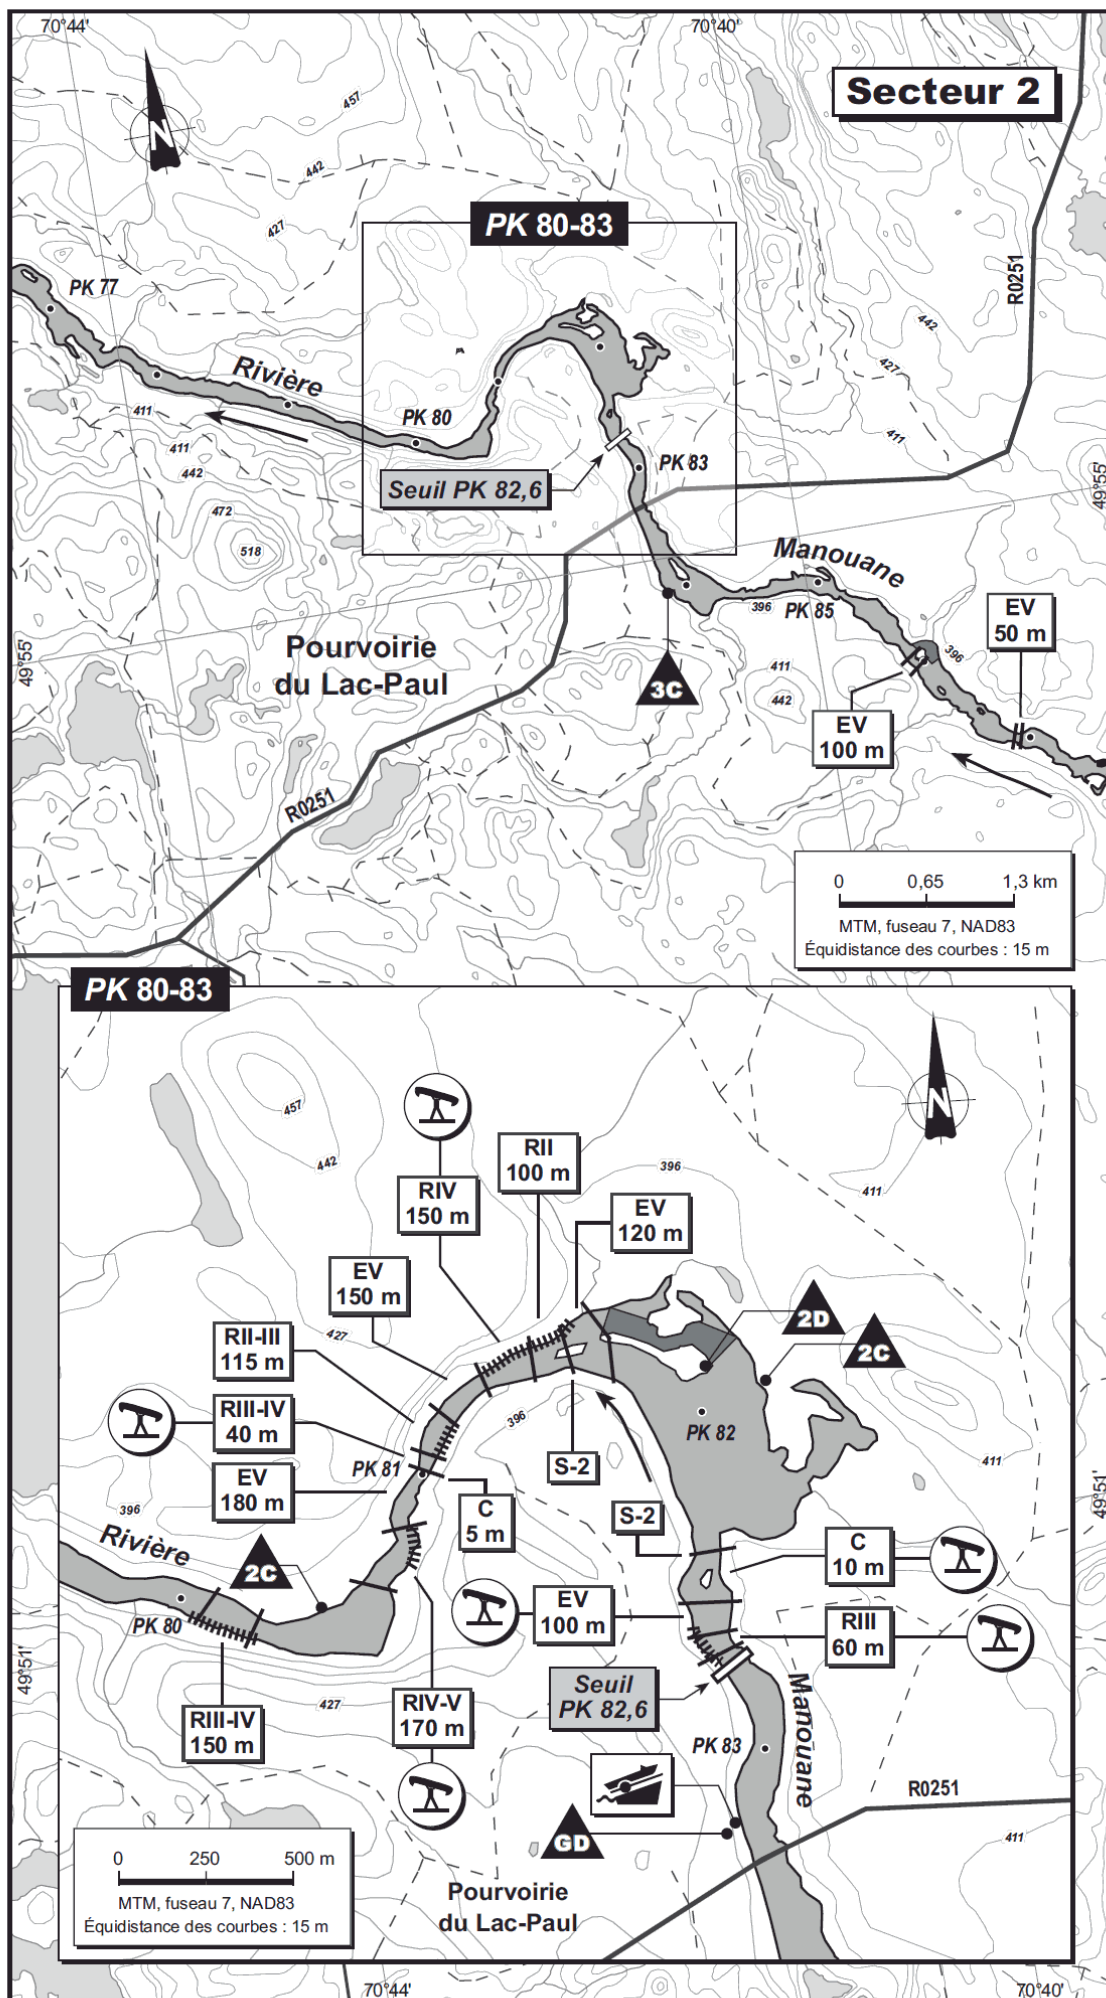 70°44'
70°40'
Secteur 2
N
457
442
427
PK 80-83
R0251
PK 77
Rivière
442
427
411
411
411
442
472
518
PK 80
PK 83
Seuil PK 82,6
49°55'
Manouane
396
PK 85
EV
50 m
396
49°55'
Pourvoirie
du Lac-Paul
3C
411
442
EV
100 m
R0251
0 0,65 1,3 km
MTM, fuseau 7, NAD83
Équidistance des courbes : 15 m
PK 80-83
N
457
442
RII
100 m
396
411
RIV
150 m
EV
120 m
EV
150 m
2D
2C
427
RII-III
115 m
RIII-IV
40 m
396
PK 82
PK 81
S-2
411
EV
180 m
C
5 m
S-2
49°51'
396
Rivière
2C
C
10 m
EV
100 m
PK 80
RIII
60 m
49°51'
Seuil
PK 82,6
427
RIII-IV
150 m
RIV-V
170 m
PK 83
Manouane
R0251
GD
411
0 250 500 m
MTM, fuseau 7, NAD83
Équidistance des courbes : 15 m
Pourvoirie
du Lac-Paul
70°44'
70°40'